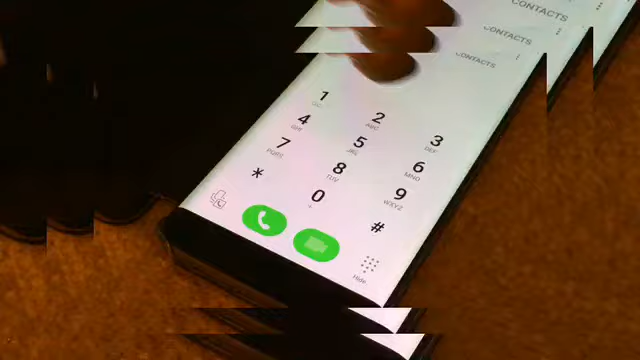 CONTACTS
CONTACTS
CONTACTS
1 2 3
ABC DEF
4 5 6
GHI JKL MNO
7 8 9
PQRS TUV WXYZ
* 0 #
+
Hide